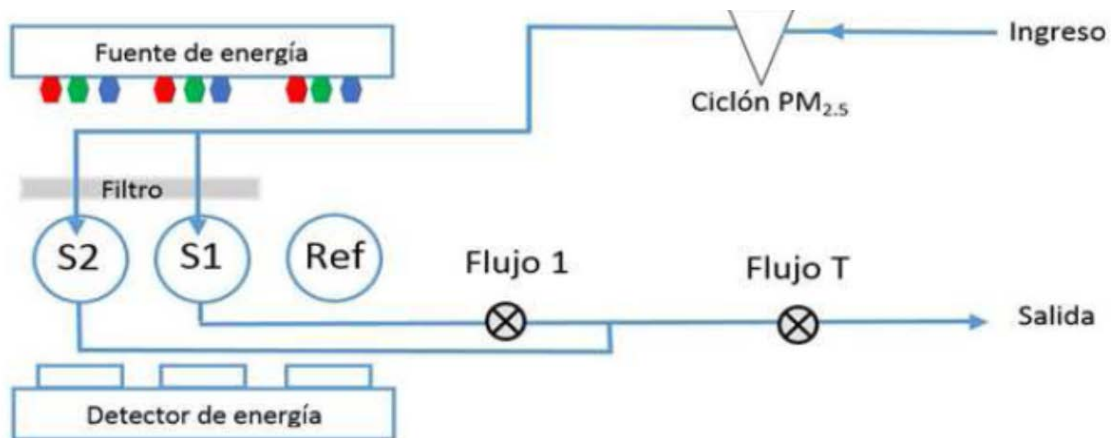 Fuente de energía
Ingreso
Ciclón PM₂.₅
Filtro
S2
S1
Ref
Flujo 1
Flujo T
Salida
Detector de energía